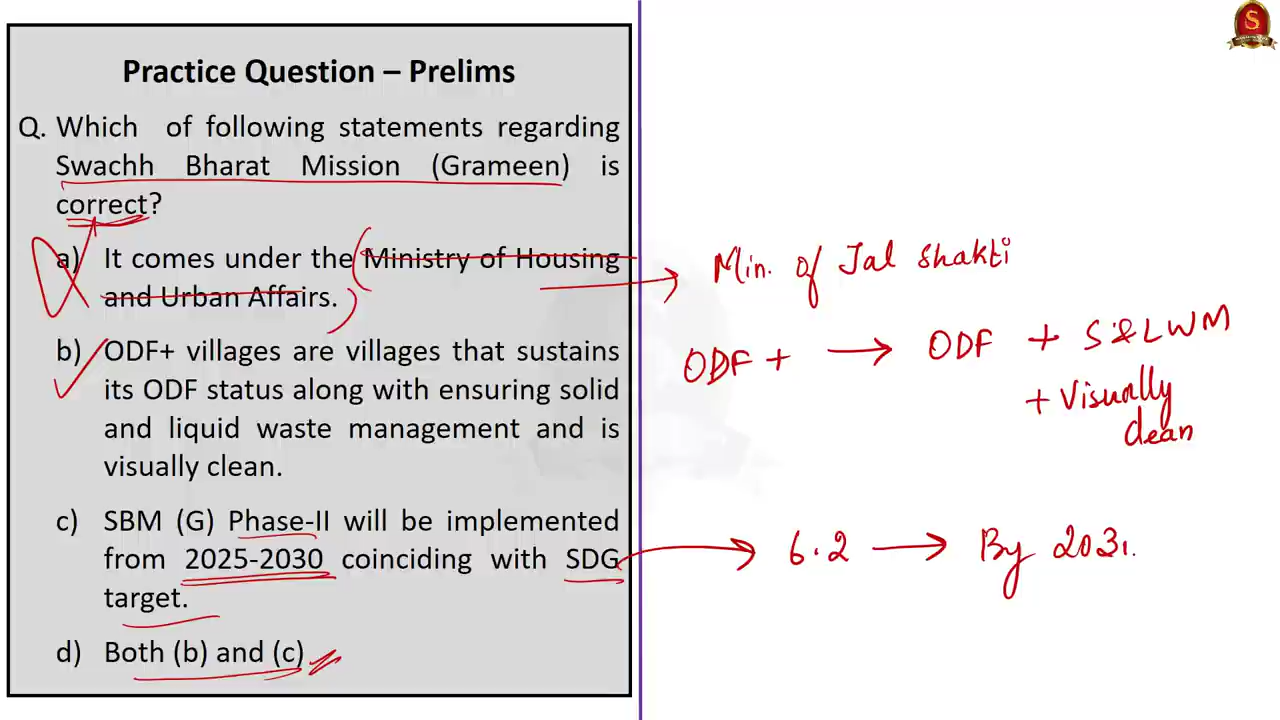 Practice Question – Prelims
Q. Which of following statements regarding
Swachh Bharat Mission (Grameen) is
correct?
a) It comes under the Ministry of Housing
and Urban Affairs.
b) ODF+ villages are villages that sustains
its ODF status along with ensuring solid
and liquid waste management and is
visually clean.
c) SBM (G) Phase-II will be implemented
from 2025-2030 coinciding with SDG
target.
d) Both (b) and (c)
Min. of Jal Shakti
ODF + → ODF + S&LWM
+ Visually
clean
6.2 → By
S